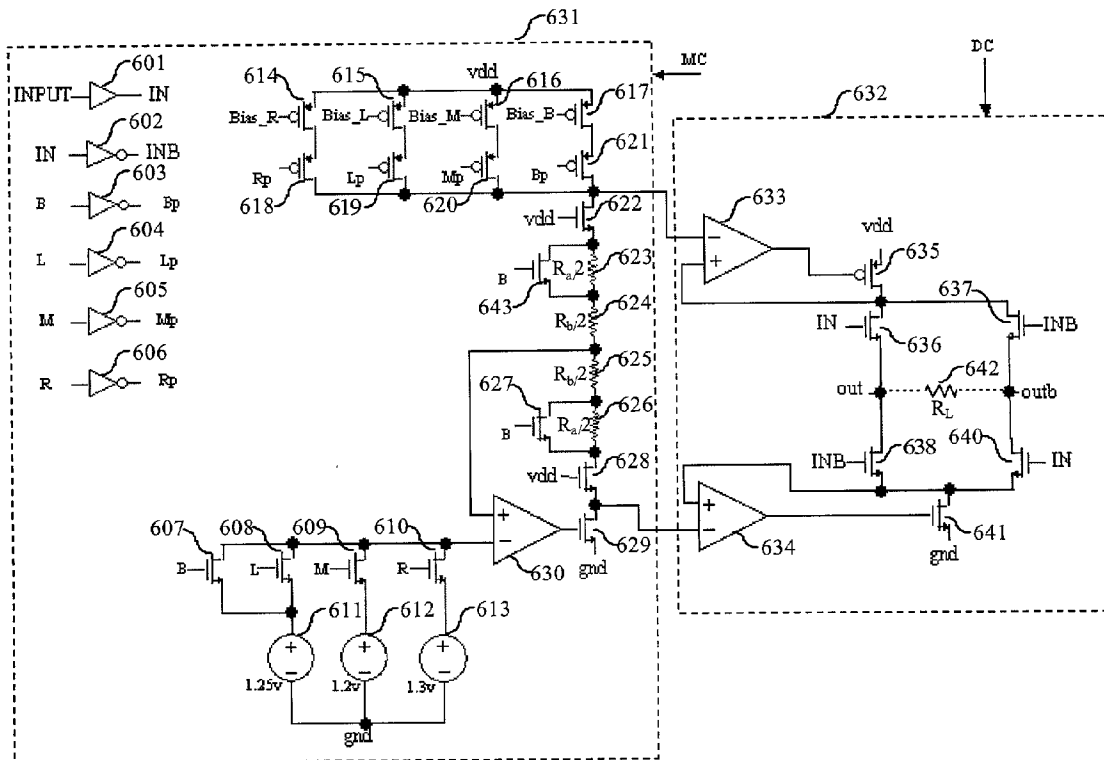 631
MC
DC
632
601
INPUT
IN
602
IN
INB
603
B
Bp
604
L
Lp
605
M
Mp
606
R
Rp
614
615
vdd
616
617
Bias_R
Bias_L
Bias_M
Bias_B
621
Rp
Lp
Mp
Bp
618
619
620
622
vdd
623
B
Ra/2
643
624
Rb/2
625
Rb/2
627
626
B
Ra/2
628
vdd
+
−
630
629
gnd
607
608
609
610
B
L
M
R
611
612
613
+
−
+
−
+
−
1.25v
1.2v
1.3v
gnd
633
−
+
vdd
635
637
IN
INB
636
642
out
outb
RL
638
640
INB
IN
+
−
634
641
gnd